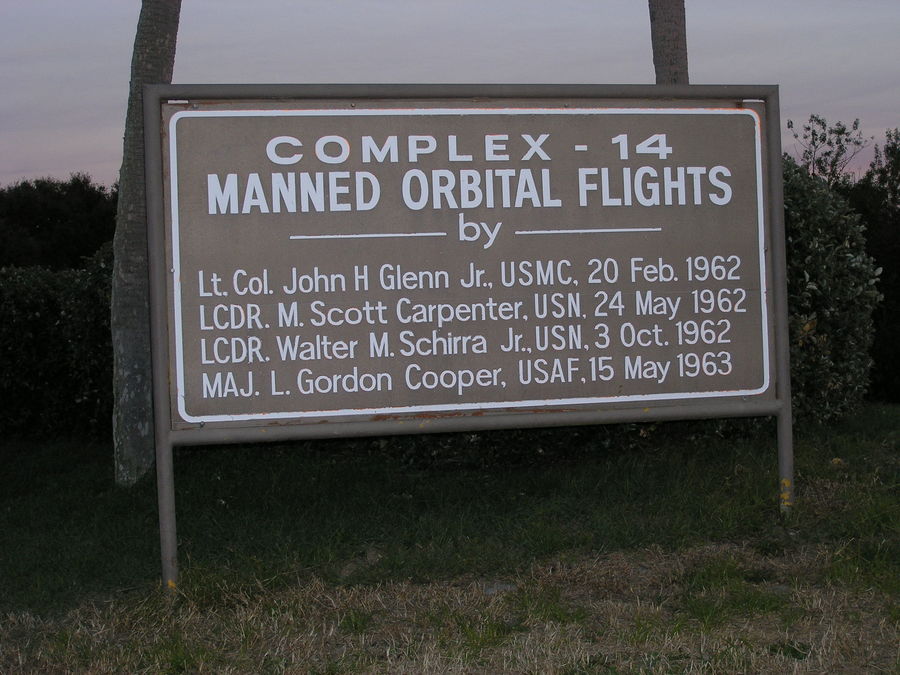 COMPLEX - 14
MANNED ORBITAL FLIGHTS
by
Lt. Col. John H Glenn Jr., USMC, 20 Feb. 1962
LCDR. M. Scott Carpenter, USN, 24 May 1962
LCDR. Walter M. Schirra Jr., USN, 3 Oct. 1962
MAJ. L. Gordon Cooper, USAF, 15 May 1963